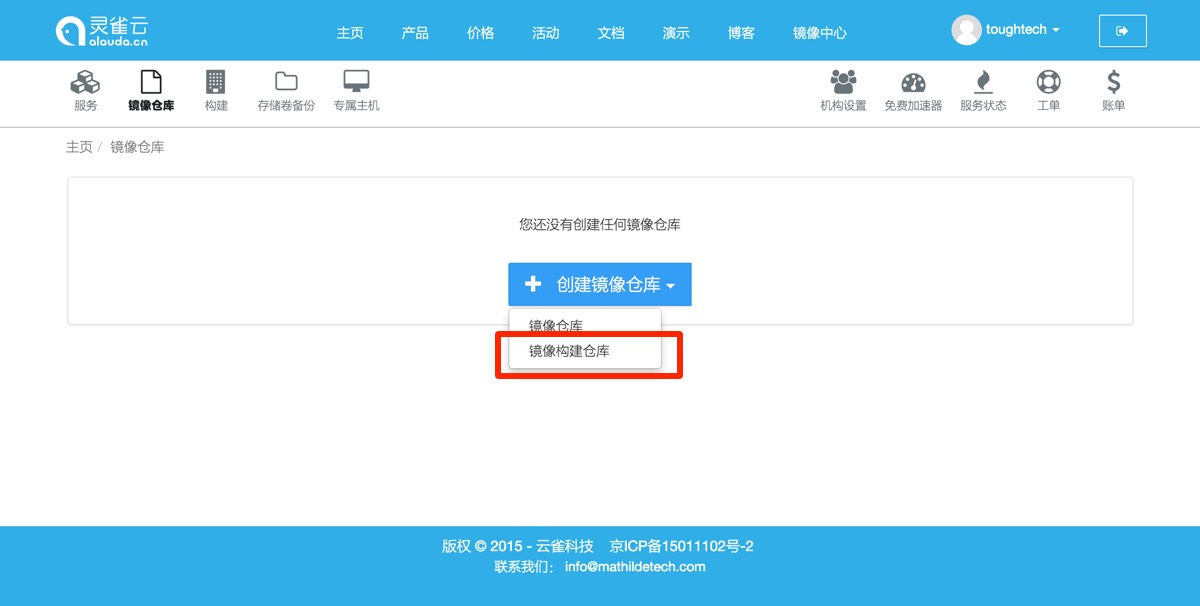 灵雀云
alauda.cn
主页 产品 价格 活动 文档 演示 博客 镜像中心 toughtech
服务 镜像仓库 构建 存储卷备份 专属主机 机构设置 免费加速器 服务状态 工单 账单
主页 / 镜像仓库
您还没有创建任何镜像仓库
创建镜像仓库
镜像仓库
镜像构建仓库
版权 © 2015 - 云雀科技 京ICP备15011102号-2
联系我们： info@mathildetech.com